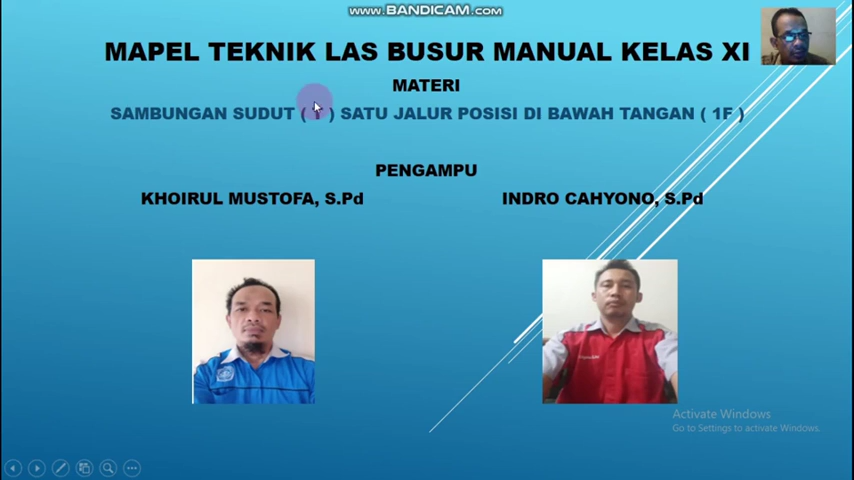 www.BANDICAM.com
MAPEL TEKNIK LAS BUSUR MANUAL KELAS XI
MATERI
SAMBUNGAN SUDUT ( T ) SATU JALUR POSISI DI BAWAH TANGAN ( 1F )
PENGAMPU
KHOIRUL MUSTOFA, S.Pd
INDRO CAHYONO, S.Pd
Activate Windows
Go to Settings to activate Windows.